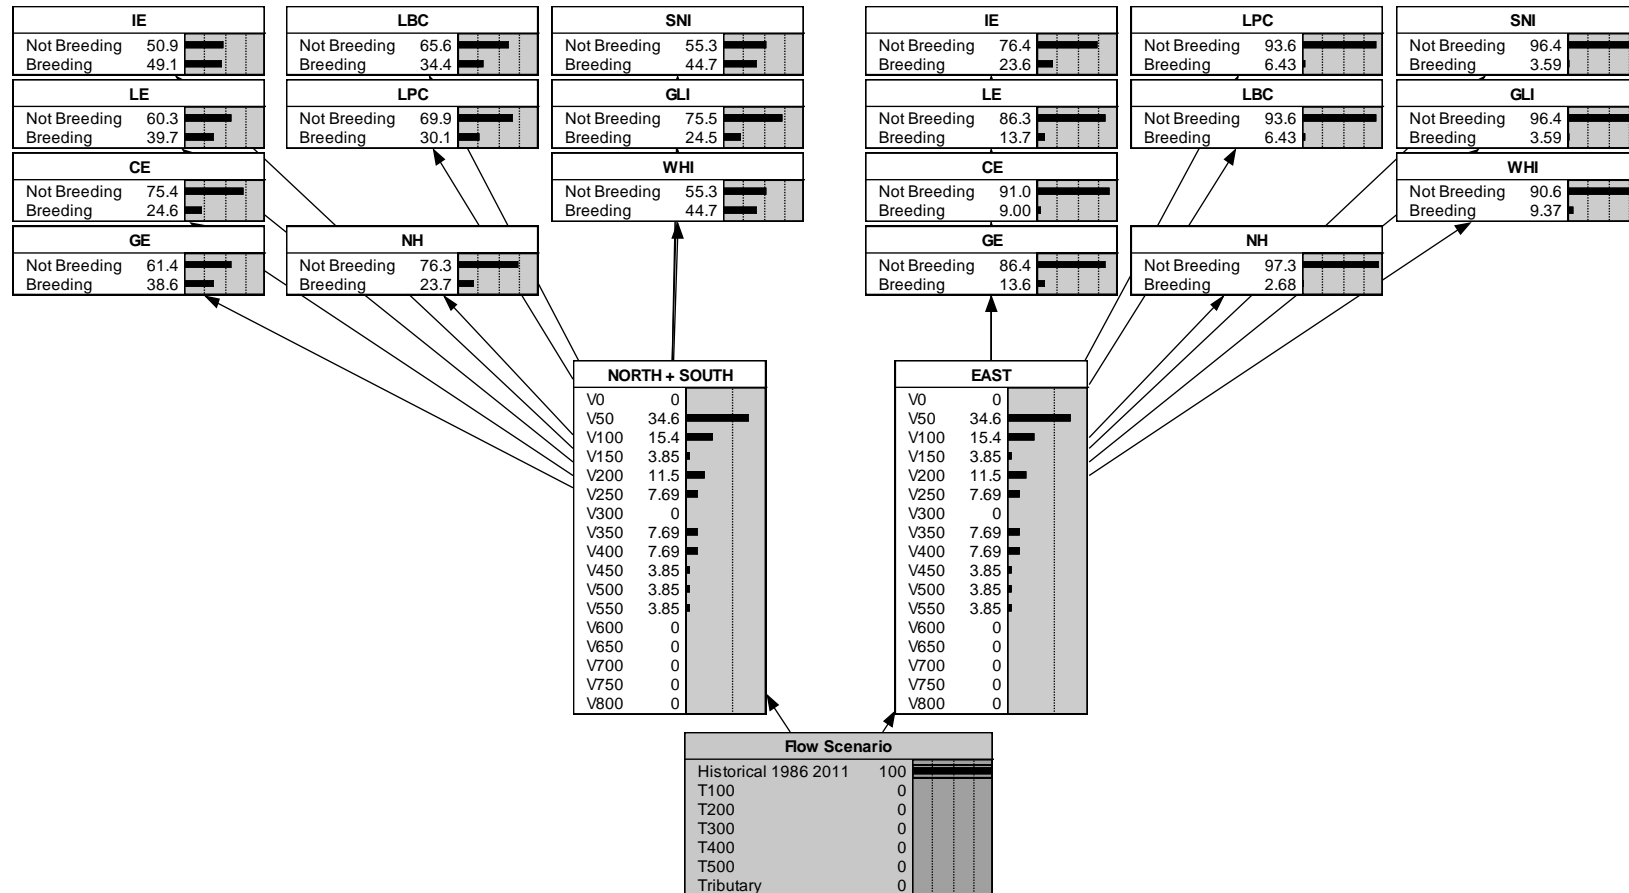 IE
Not Breeding 50.9
Breeding 49.1
LBC
Not Breeding 65.6
Breeding 34.4
SNI
Not Breeding 55.3
Breeding 44.7
IE
Not Breeding 76.4
Breeding 23.6
LPC
Not Breeding 93.6
Breeding 6.43
SNI
Not Breeding 96.4
Breeding 3.59
LE
Not Breeding 60.3
Breeding 39.7
LPC
Not Breeding 69.9
Breeding 30.1
GLI
Not Breeding 75.5
Breeding 24.5
LE
Not Breeding 86.3
Breeding 13.7
LBC
Not Breeding 93.6
Breeding 6.43
GLI
Not Breeding 96.4
Breeding 3.59
CE
Not Breeding 75.4
Breeding 24.6
WHI
Not Breeding 55.3
Breeding 44.7
CE
Not Breeding 91.0
Breeding 9.00
WHI
Not Breeding 90.6
Breeding 9.37
GE
Not Breeding 61.4
Breeding 38.6
NH
Not Breeding 76.3
Breeding 23.7
GE
Not Breeding 86.4
Breeding 13.6
NH
Not Breeding 97.3
Breeding 2.68
NORTH + SOUTH
V0 0
V50 34.6
V100 15.4
V150 3.85
V200 11.5
V250 7.69
V300 0
V350 7.69
V400 7.69
V450 3.85
V500 3.85
V550 3.85
V600 0
V650 0
V700 0
V750 0
V800 0
EAST
V0 0
V50 34.6
V100 15.4
V150 3.85
V200 11.5
V250 7.69
V300 0
V350 7.69
V400 7.69
V450 3.85
V500 3.85
V550 3.85
V600 0
V650 0
V700 0
V750 0
V800 0
Flow Scenario
Historical 1986 2011 100
T100 0
T200 0
T300 0
T400 0
T500 0
Tributary 0